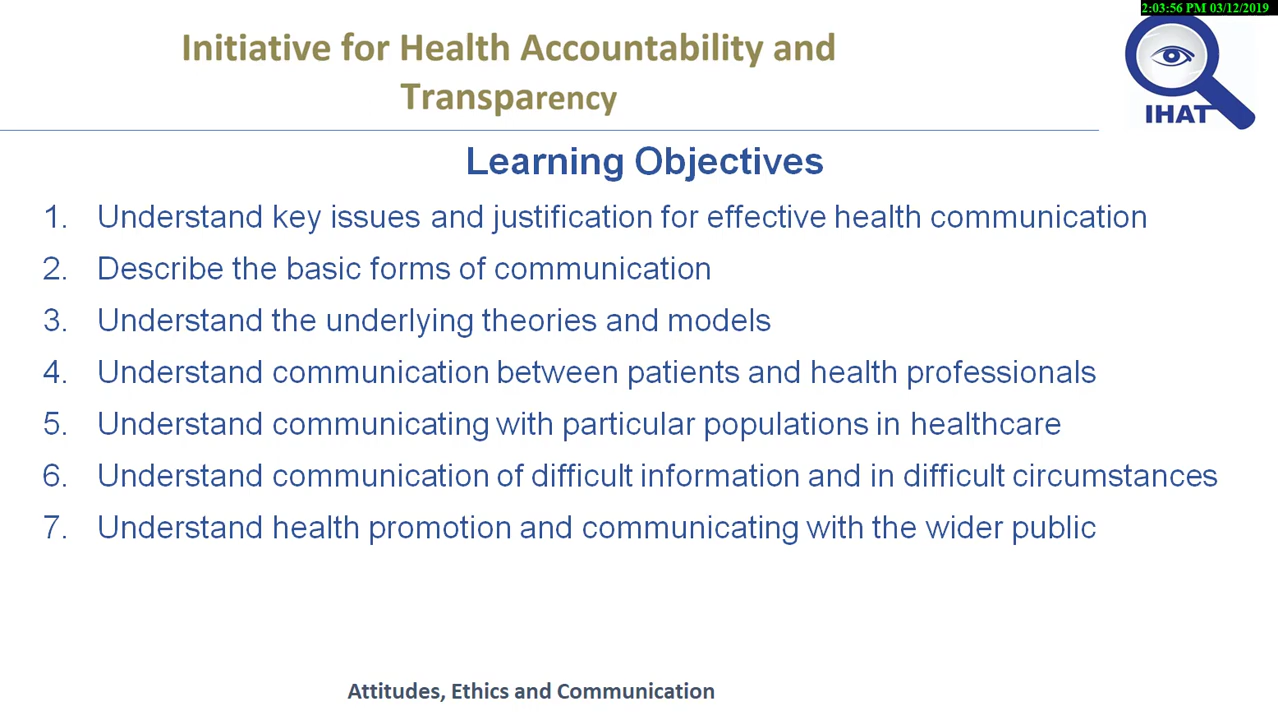 2:03:56 PM 03/12/2019
Initiative for Health Accountability and
Transparency
IHAT
Learning Objectives
1. Understand key issues and justification for effective health communication
2. Describe the basic forms of communication
3. Understand the underlying theories and models
4. Understand communication between patients and health professionals
5. Understand communicating with particular populations in healthcare
6. Understand communication of difficult information and in difficult circumstances
7. Understand health promotion and communicating with the wider public
Attitudes, Ethics and Communication